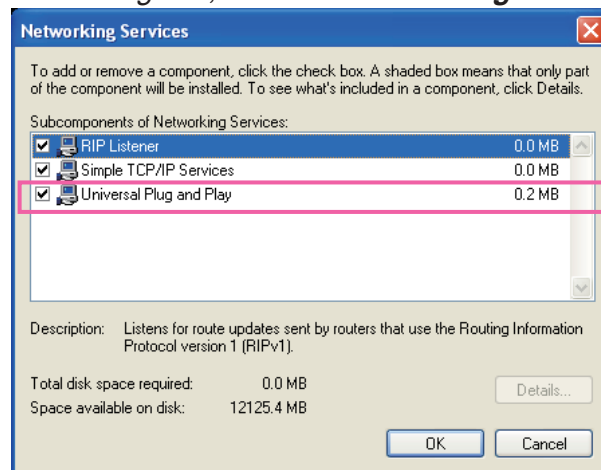 Networking Services
To add or remove a component, click the check box. A shaded box means that only part
of the component will be installed. To see what's included in a component, click Details.
Subcomponents of Networking Services:
RIP Listener 0.0 MB
Simple TCP/IP Services 0.0 MB
Universal Plug and Play 0.2 MB
Description: Listens for route updates sent by routers that use the Routing Information
Protocol version 1 (RIPv1).
Total disk space required: 0.0 MB
Details...
Space available on disk: 12125.4 MB
OK Cancel